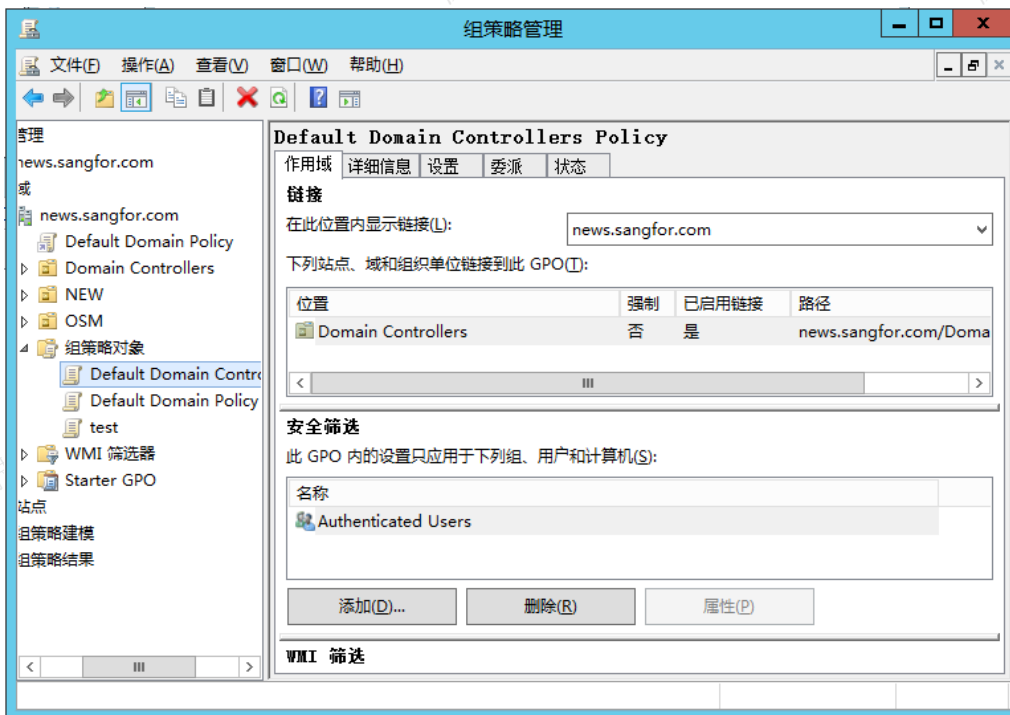 组策略管理
文件(F) 操作(A) 查看(V) 窗口(W) 帮助(H)
管理
news.sangfor.com
域
news.sangfor.com
Default Domain Policy
Domain Controllers
NEW
OSM
组策略对象
Default Domain Contro
Default Domain Policy
test
WMI 筛选器
Starter GPO
站点
组策略建模
组策略结果
Default Domain Controllers Policy
作用域 详细信息 设置 委派 状态
链接
在此位置内显示链接(L): news.sangfor.com
下列站点、域和组织单位链接到此 GPO(T):
位置 强制 已启用链接 路径
Domain Controllers 否 是 news.sangfor.com/Doma
安全筛选
此 GPO 内的设置只应用于下列组、用户和计算机(S):
名称
Authenticated Users
添加(D)... 删除(R) 属性(P)
WMI 筛选